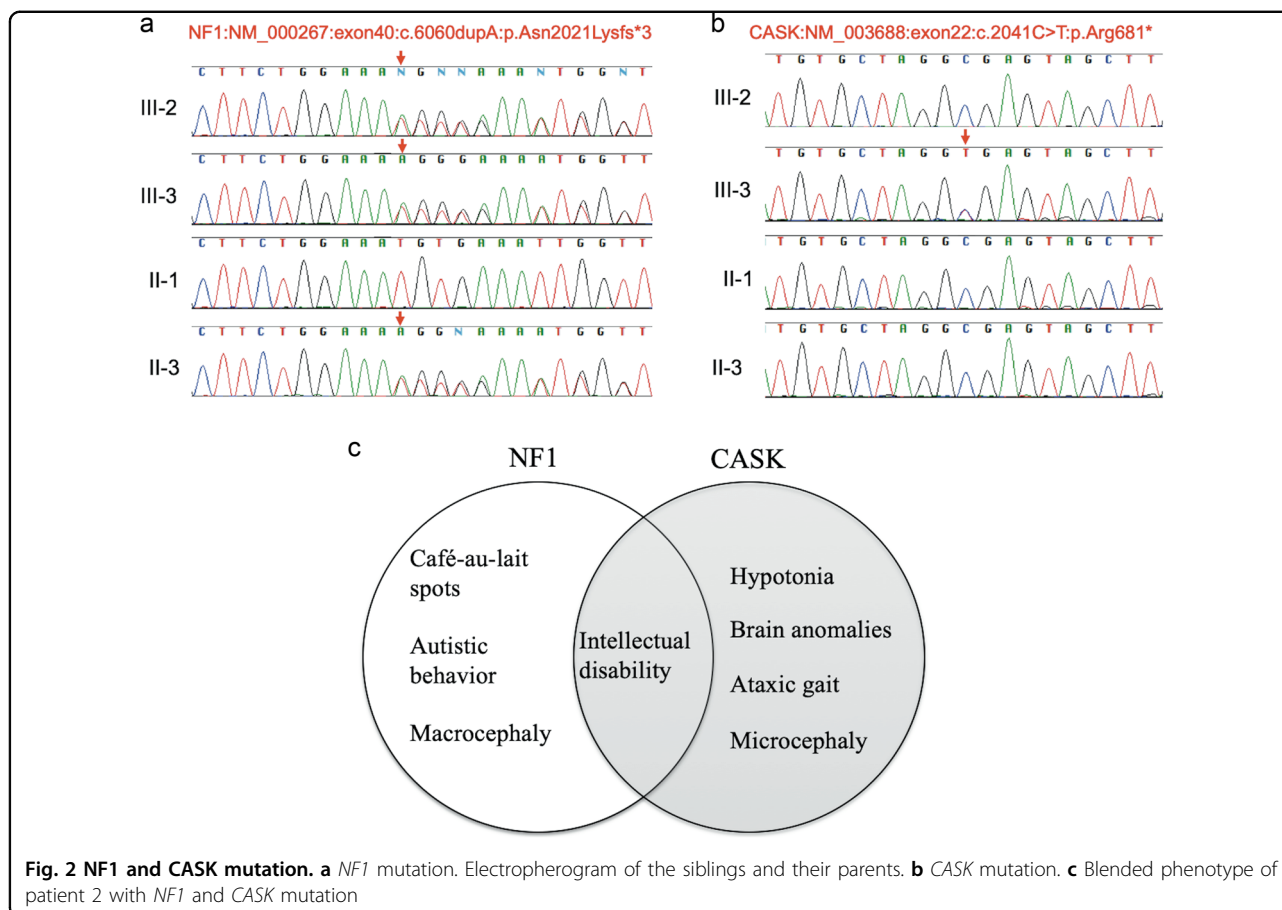 a
NF1:NM_000267:exon40:c.6060dupA:p.Asn2021Lysfs*3
C T T C T G G A A A N G N N A A A N T G G N T
III-2
C T T C T G G A A A A G G G A A A A T G G T T
III-3
C T T C T G G A A A T G T G A A A T T G G T T
II-1
C T T C T G G A A A A G G N A A A A T G G T T
II-3
b
CASK:NM_003688:exon22:c.2041C>T:p.Arg681*
T G T G C T A G G C G A G T A G C T T
III-2
T G T G C T A G G T G A G T A G C T T
III-3
T G T G C T A G G C G A G T A G C T T
II-1
T G T G C T A G G C G A G T A G C T T
II-3
c
NF1
CASK
Café-au-lait
spots
Autistic
behavior
Macrocephaly
Intellectual
disability
Hypotonia
Brain anomalies
Ataxic gait
Microcephaly
Fig. 2 NF1 and CASK mutation. a NF1 mutation. Electropherogram of the siblings and their parents. b CASK mutation. c Blended phenotype of
patient 2 with NF1 and CASK mutation